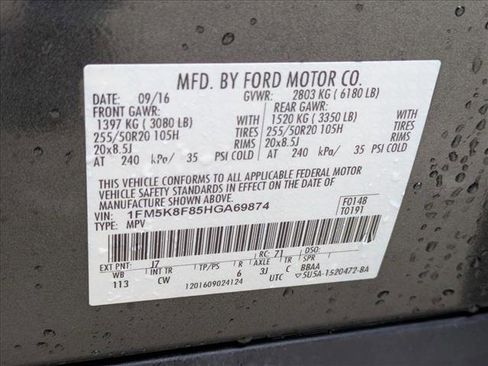 MFD. BY FORD MOTOR CO.
DATE: 09/16 GVWR: 2803 KG ( 6180 LB)
FRONT GAWR: REAR GAWR:
1397 KG ( 3080 LB) WITH 1520 KG ( 3350 LB) WITH
255/50R20 105H TIRES 255/50R20 105H TIRES
20x8.5J RIMS 20x8.5J RIMS
AT 240 kPa/ 35 PSI COLD AT 240 kPa/ 35 PSI COLD
THIS VEHICLE CONFORMS TO ALL APPLICABLE FEDERAL MOTOR
VEHICLE SAFETY AND THEFT PREVENTION STANDARDS IN EFFECT ON
THE DATE OF MANUFACTURE SHOWN ABOVE.
VIN: 1FM5K8F85HGA69874 F0148
TYPE: MPV T0191
EXT PNT: J7 RC: 71 DSO:
WB INT TR TP/PS R AXLE TR SPR
113 CW 6 3J C BBAA
1201609024124 UTC 5U5A-1520472-BA